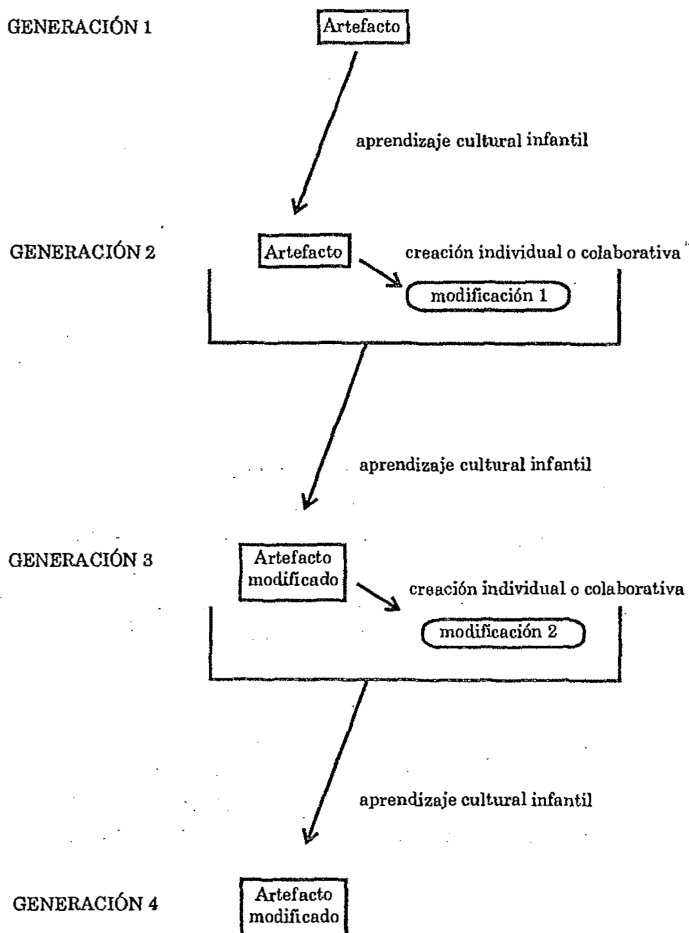 GENERACIÓN 1
Artefacto
aprendizaje cultural infantil
GENERACIÓN 2
Artefacto
creación individual o colaborativa
modificación 1
aprendizaje cultural infantil
GENERACIÓN 3
Artefacto
modificado
creación individual o colaborativa
modificación 2
aprendizaje cultural infantil
GENERACIÓN 4
Artefacto
modificado